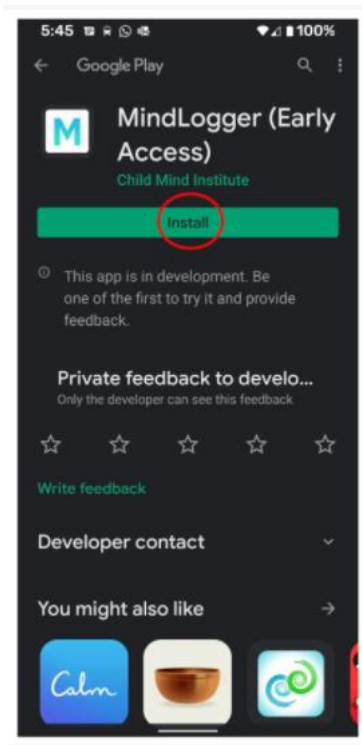 5:45 100%
Google Play
M
MindLogger (Early
Access)
Child Mind Institute
Install
This app is in development. Be
one of the first to try it and provide
feedback.
Private feedback to develo...
Only the developer can see this feedback
Write feedback
Developer contact
You might also like
Calm